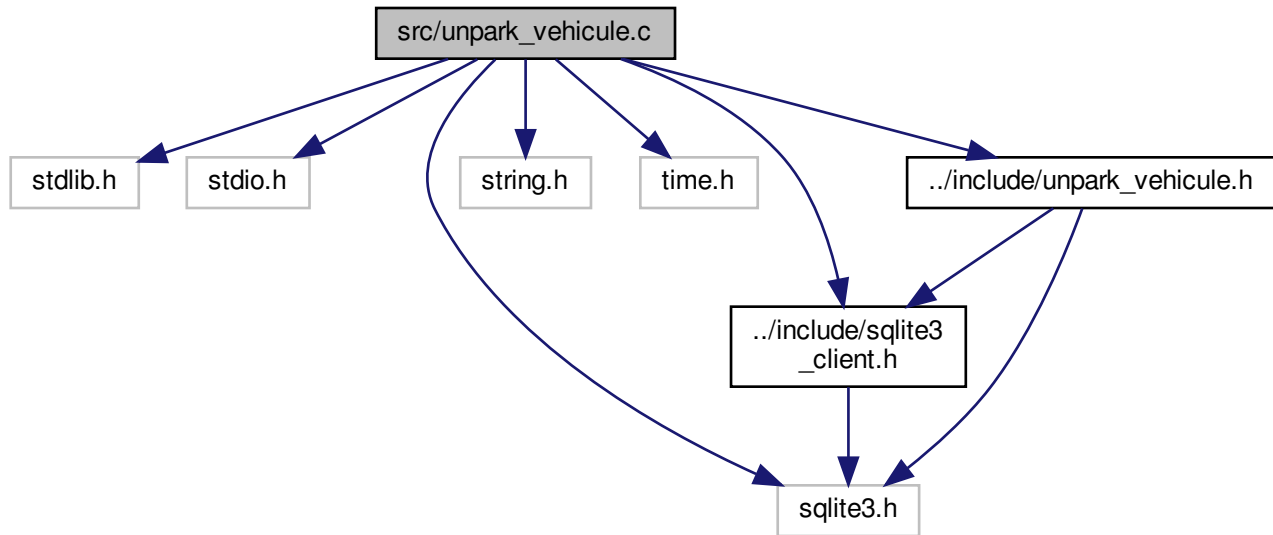 src/unpark_vehicule.c
stdlib.h
stdio.h
string.h
time.h
../include/unpark_vehicule.h
../include/sqlite3
_client.h
sqlite3.h